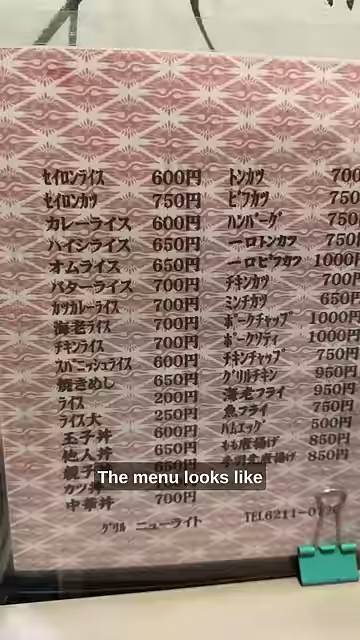 セイロンライス 600円
セイロンカツ 750円
カレーライス 600円
ハイシライス 650円
オムライス 650円
バターライス 700円
カツカレーライス 700円
海老ライス 700円
チキンライス 700円
スパニッシュライス 600円
焼きめし 650円
ライス 200円
ライス大 250円
玉子丼 600円
他人丼 650円
親子 650円
カツ丼
中華丼 700円
トンカツ 700
ビフカツ 750
ハンバーグ 750
一口トンカツ 750
一口ビフカツ 1000円
チキンカツ 700
ミンチカツ 650円
ポークチャップ 1000円
ポークソティ 1000円
チキンチャップ 750円
グリルチキン 950円
海老フライ 950円
魚フライ 750円
ハムエッグ 500円
もも唐揚げ 850円
唐揚げ 850円
The menu looks like
グリル ニューライト TEL6211-0